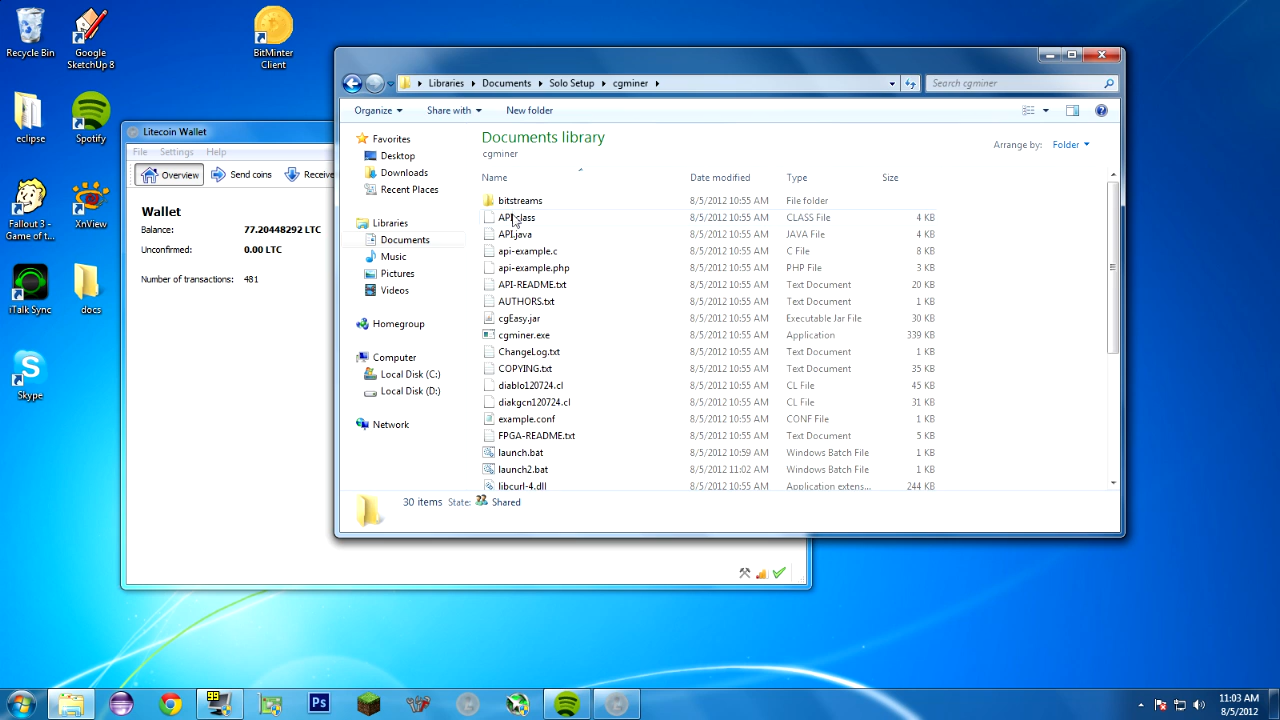 Recycle Bin
Google
SketchUp 8
BitMinter
Client
eclipse
Spotify
Fallout 3 -
Game of t...
XnView
iTalk Sync
docs
Skype
Litecoin Wallet
File Settings Help
Overview Send coins Receive
Wallet
Balance: 77.20448292 LTC
Unconfirmed: 0.00 LTC
Number of transactions: 481
Libraries Documents Solo Setup cgminer
Search cgminer
Organize Share with New folder
Favorites
Desktop
Downloads
Recent Places
Libraries
Documents
Music
Pictures
Videos
Homegroup
Computer
Local Disk (C:)
Local Disk (D:)
Network
Documents library
cgminer
Arrange by: Folder
Name Date modified Type Size
bitstreams 8/5/2012 10:55 AM File folder
API.class 8/5/2012 10:55 AM CLASS File 4 KB
API.java 8/5/2012 10:55 AM JAVA File 4 KB
api-example.c 8/5/2012 10:55 AM C File 8 KB
api-example.php 8/5/2012 10:55 AM PHP File 3 KB
API-README.txt 8/5/2012 10:55 AM Text Document 20 KB
AUTHORS.txt 8/5/2012 10:55 AM Text Document 1 KB
cgEasy.jar 8/5/2012 10:55 AM Executable Jar File 30 KB
cgminer.exe 8/5/2012 10:55 AM Application 339 KB
ChangeLog.txt 8/5/2012 10:55 AM Text Document 1 KB
COPYING.txt 8/5/2012 10:55 AM Text Document 35 KB
diablo120724.cl 8/5/2012 10:55 AM CL File 45 KB
diakgcn120724.cl 8/5/2012 10:55 AM CL File 31 KB
example.conf 8/5/2012 10:55 AM CONF File 1 KB
FPGA-README.txt 8/5/2012 10:55 AM Text Document 5 KB
launch.bat 8/5/2012 10:59 AM Windows Batch File 1 KB
launch2.bat 8/5/2012 11:02 AM Windows Batch File 1 KB
libcurl-4.dll 8/5/2012 10:55 AM Application extens... 244 KB
30 items State: Shared
99
Ps
11:03 AM
8/5/2012